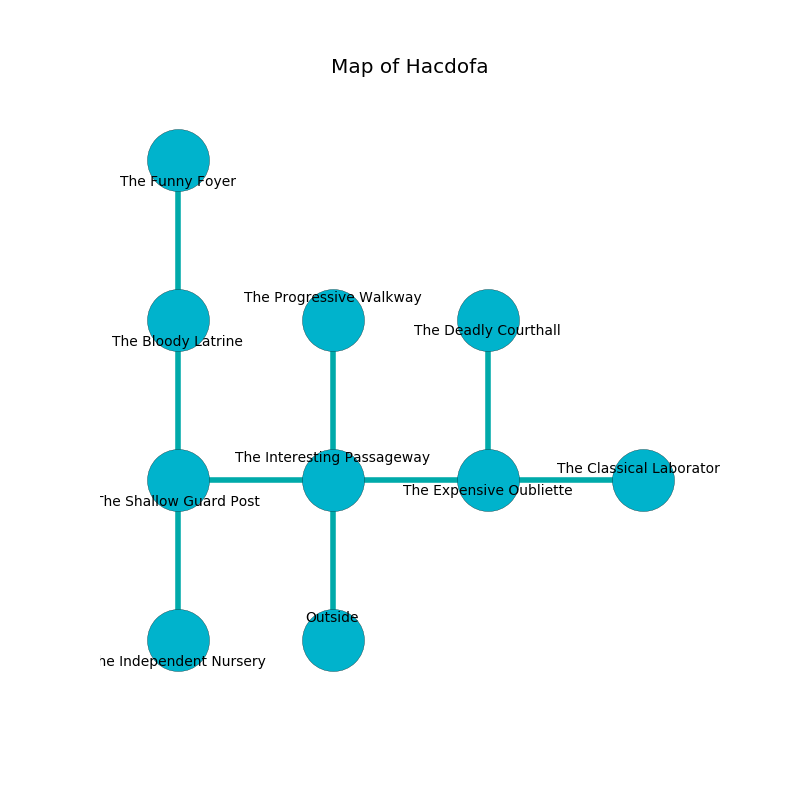 Map of Hacdofa
The Funny Foyer
The Progressive Walkway
The Deadly Courthall
The Bloody Latrine
The Interesting Passageway
The Classical Laborator
The Expensive Oubliette
The Shallow Guard Post
Outside
he Independent Nursery